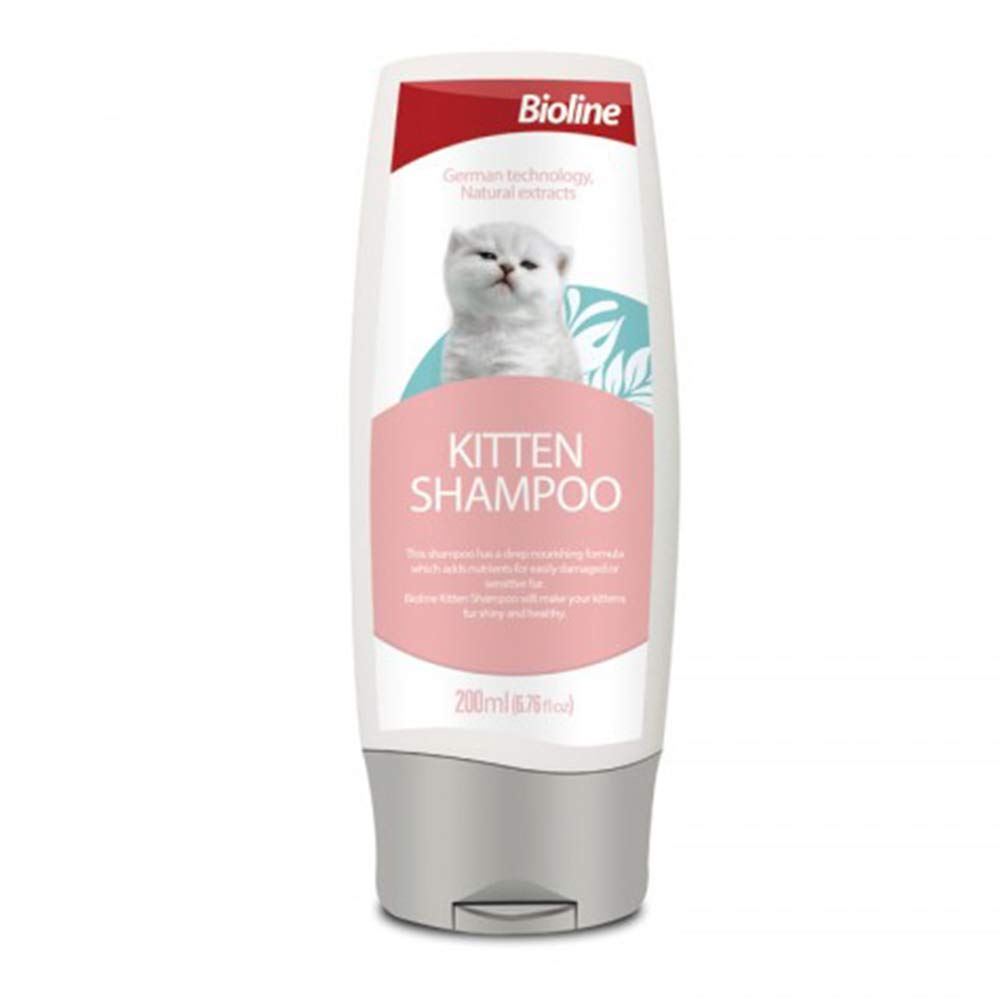 Bioline
German technology,
Natural extracts
KITTEN
SHAMPOO
This shampoo has a deep nourishing formula
which adds nutrients for easily damaged or
sensitive fur.
Bioline Kitten Shampoo will make your kittens
fur shiny and healthy.
200ml (6.76 fl oz)